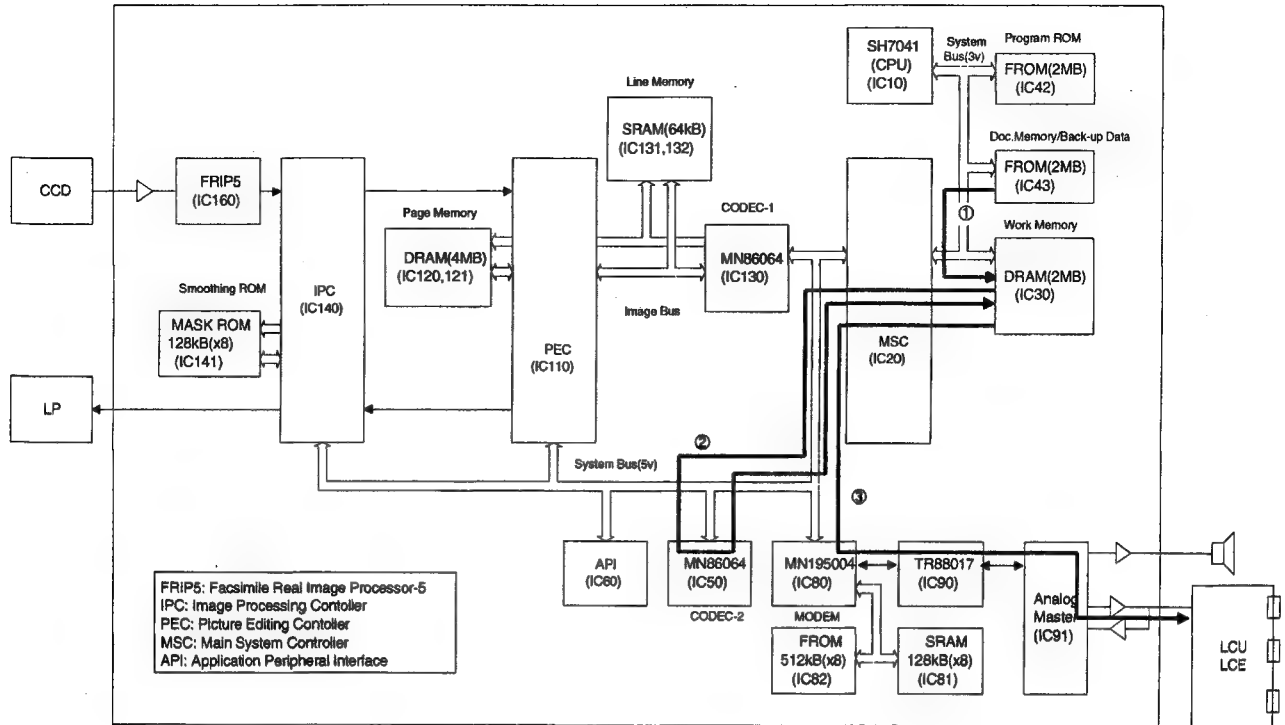 SH7041
(CPU)
(IC10)
System
Bus(3v)
Program ROM
FROM(2MB)
(IC42)
Line Memory
SRAM(64kB)
(IC131,132)
Doc.Memory/Back-up Data
FROM(2MB)
(IC43)
CCD
FRIP5
(IC160)
①
Page Memory
DRAM(4MB)
(IC120,121)
CODEC-1
MN86064
(IC130)
Work Memory
DRAM(2MB)
(IC30)
Smoothing ROM
MASK ROM
128kB(x8)
(IC141)
IPC
(IC140)
Image Bus
PEC
(IC110)
MSC
(IC20)
LP
②
System Bus(5v)
③
API
(IC60)
MN86064
(IC50)
CODEC-2
MN195004
(IC80)
MODEM
TR88017
(IC90)
Analog
Master
(IC91)
FROM
512kB(x8)
(IC82)
SRAM
128kB(x8)
(IC81)
LCU
LCE
FRIP5: Facsimile Real Image Processor-5
IPC: Image Processing Contoller
PEC: Picture Editing Contoller
MSC: Main System Controller
API: Application Peripheral Interface